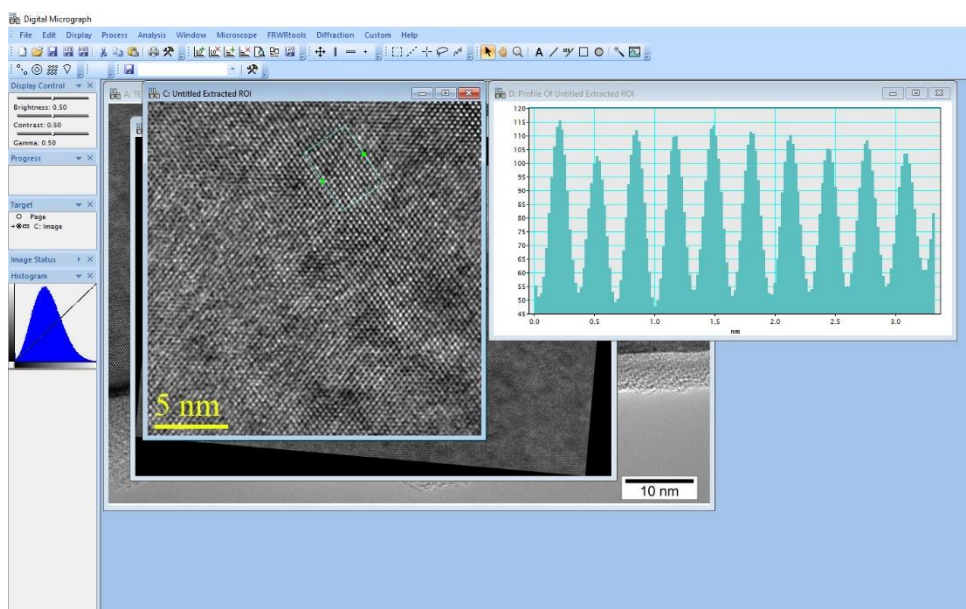 Digital Micrograph
File Edit Display Process Analysis Window Microscope FRWRtools Diffraction Custom Help
Display Control
Brightness: 0.50
Contrast: 0.50
Gamma: 0.50
Progress
Target
Page
C: Image
Image Status
Histogram
A: TE
C: Untitled Extracted ROI
5 nm
10 nm
D: Profile Of Untitled Extracted ROI
120
115
110
105
100
95
90
85
80
75
70
65
60
55
50
45
0.0 0.5 1.0 1.5 2.0 2.5 3.0
nm